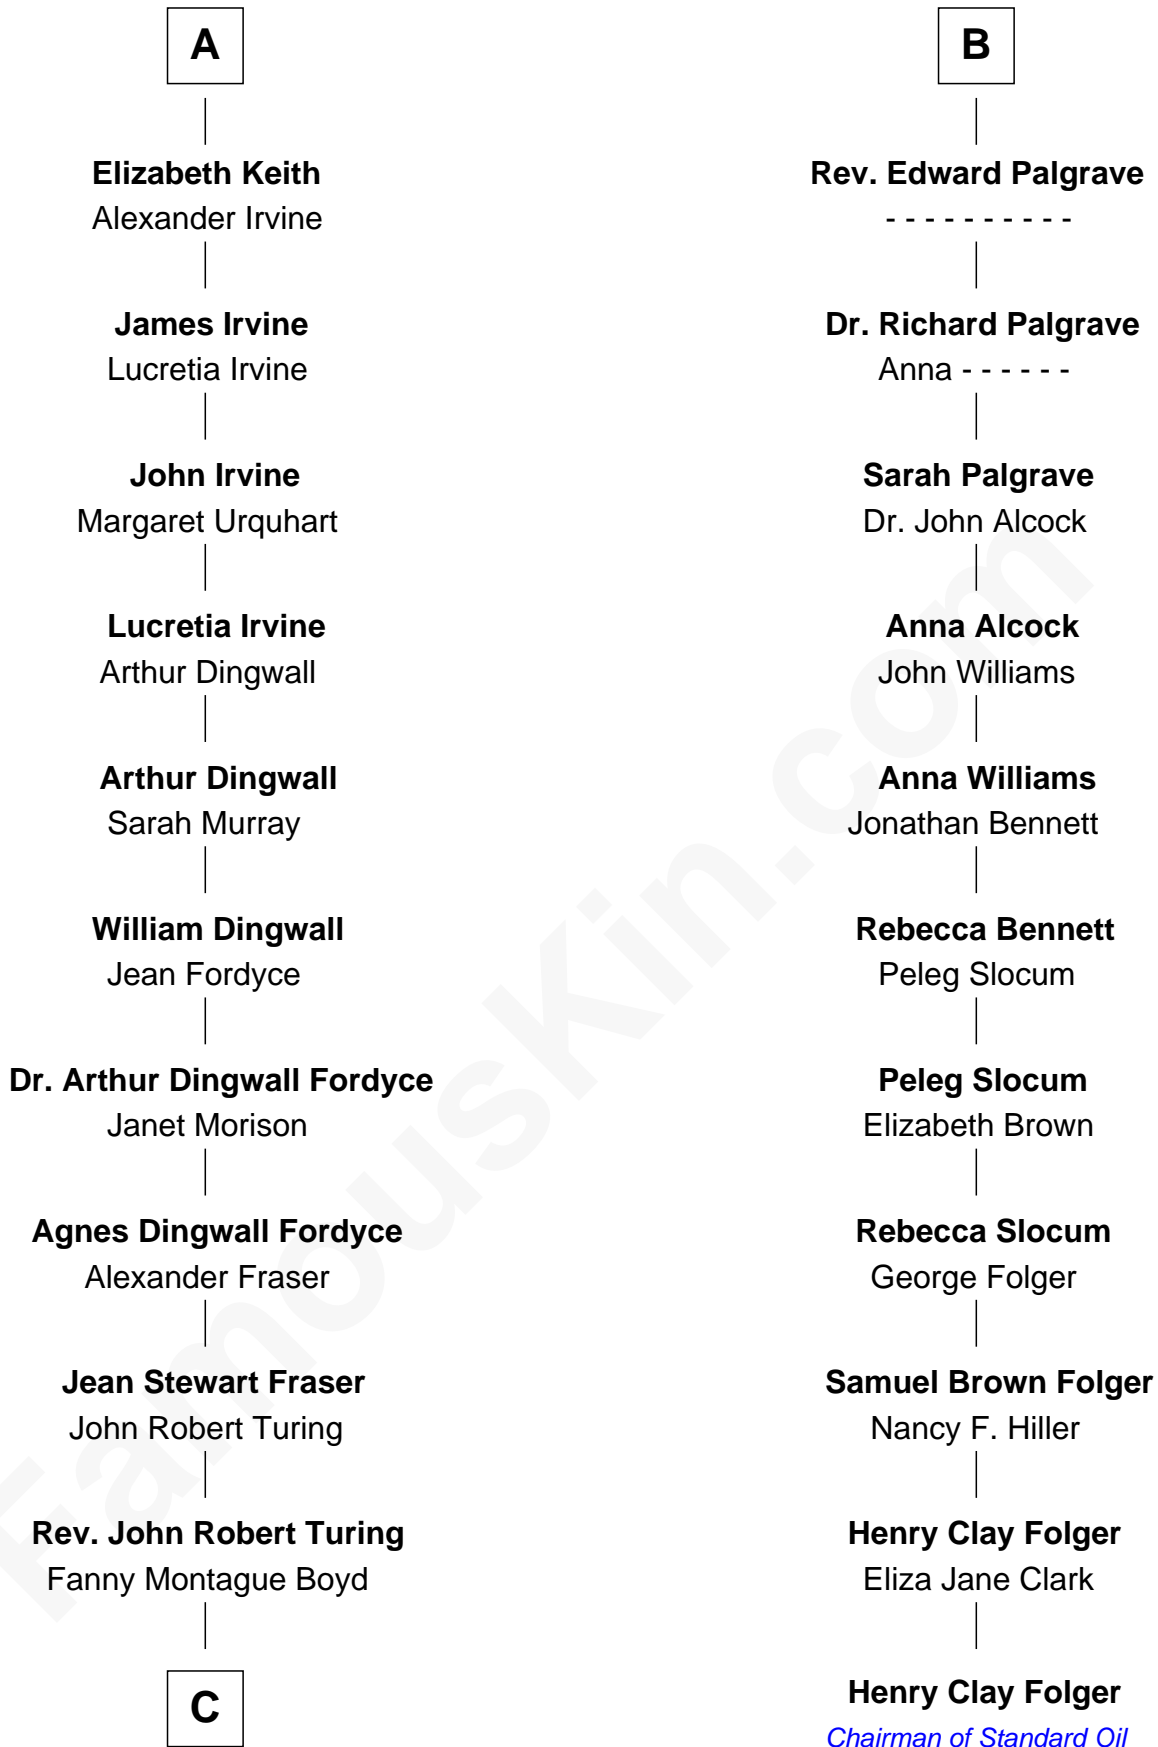 A
Elizabeth Keith
Alexander Irvine
James Irvine
Lucretia Irvine
John Irvine
Margaret Urquhart
Lucretia Irvine
Arthur Dingwall
Arthur Dingwall
Sarah Murray
William Dingwall
Jean Fordyce
Dr. Arthur Dingwall Fordyce
Janet Morison
Agnes Dingwall Fordyce
Alexander Fraser
Jean Stewart Fraser
John Robert Turing
Rev. John Robert Turing
Fanny Montague Boyd
C
B
Rev. Edward Palgrave
- - - - - - - - - -
Dr. Richard Palgrave
Anna - - - - - -
Sarah Palgrave
Dr. John Alcock
Anna Alcock
John Williams
Anna Williams
Jonathan Bennett
Rebecca Bennett
Peleg Slocum
Peleg Slocum
Elizabeth Brown
Rebecca Slocum
George Folger
Samuel Brown Folger
Nancy F. Hiller
Henry Clay Folger
Eliza Jane Clark
Henry Clay Folger
Chairman of Standard Oil
FamousKin.com